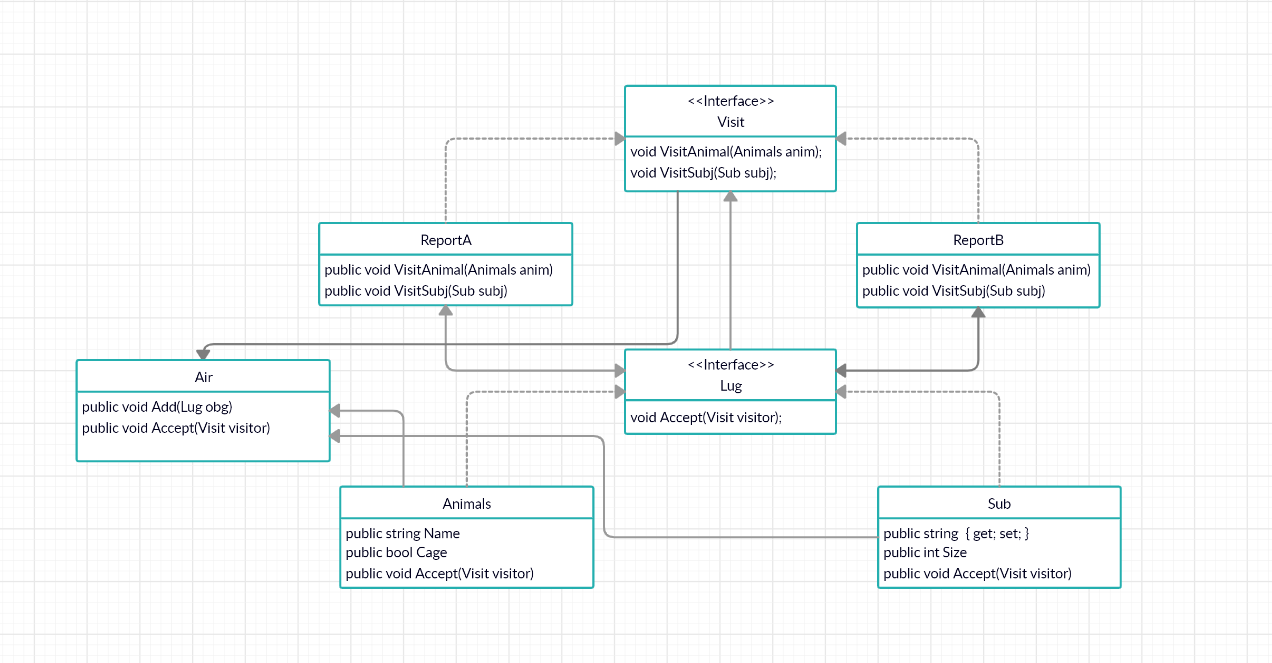 <<Interface>>
Visit
void VisitAnimal(Animals anim);
void VisitSubj(Sub subj);
ReportA
public void VisitAnimal(Animals anim)
public void VisitSubj(Sub subj)
ReportB
public void VisitAnimal(Animals anim)
public void VisitSubj(Sub subj)
Air
public void Add(Lug obg)
public void Accept(Visit visitor)
<<Interface>>
Lug
void Accept(Visit visitor);
Animals
public string Name
public bool Cage
public void Accept(Visit visitor)
Sub
public string { get; set; }
public int Size
public void Accept(Visit visitor)